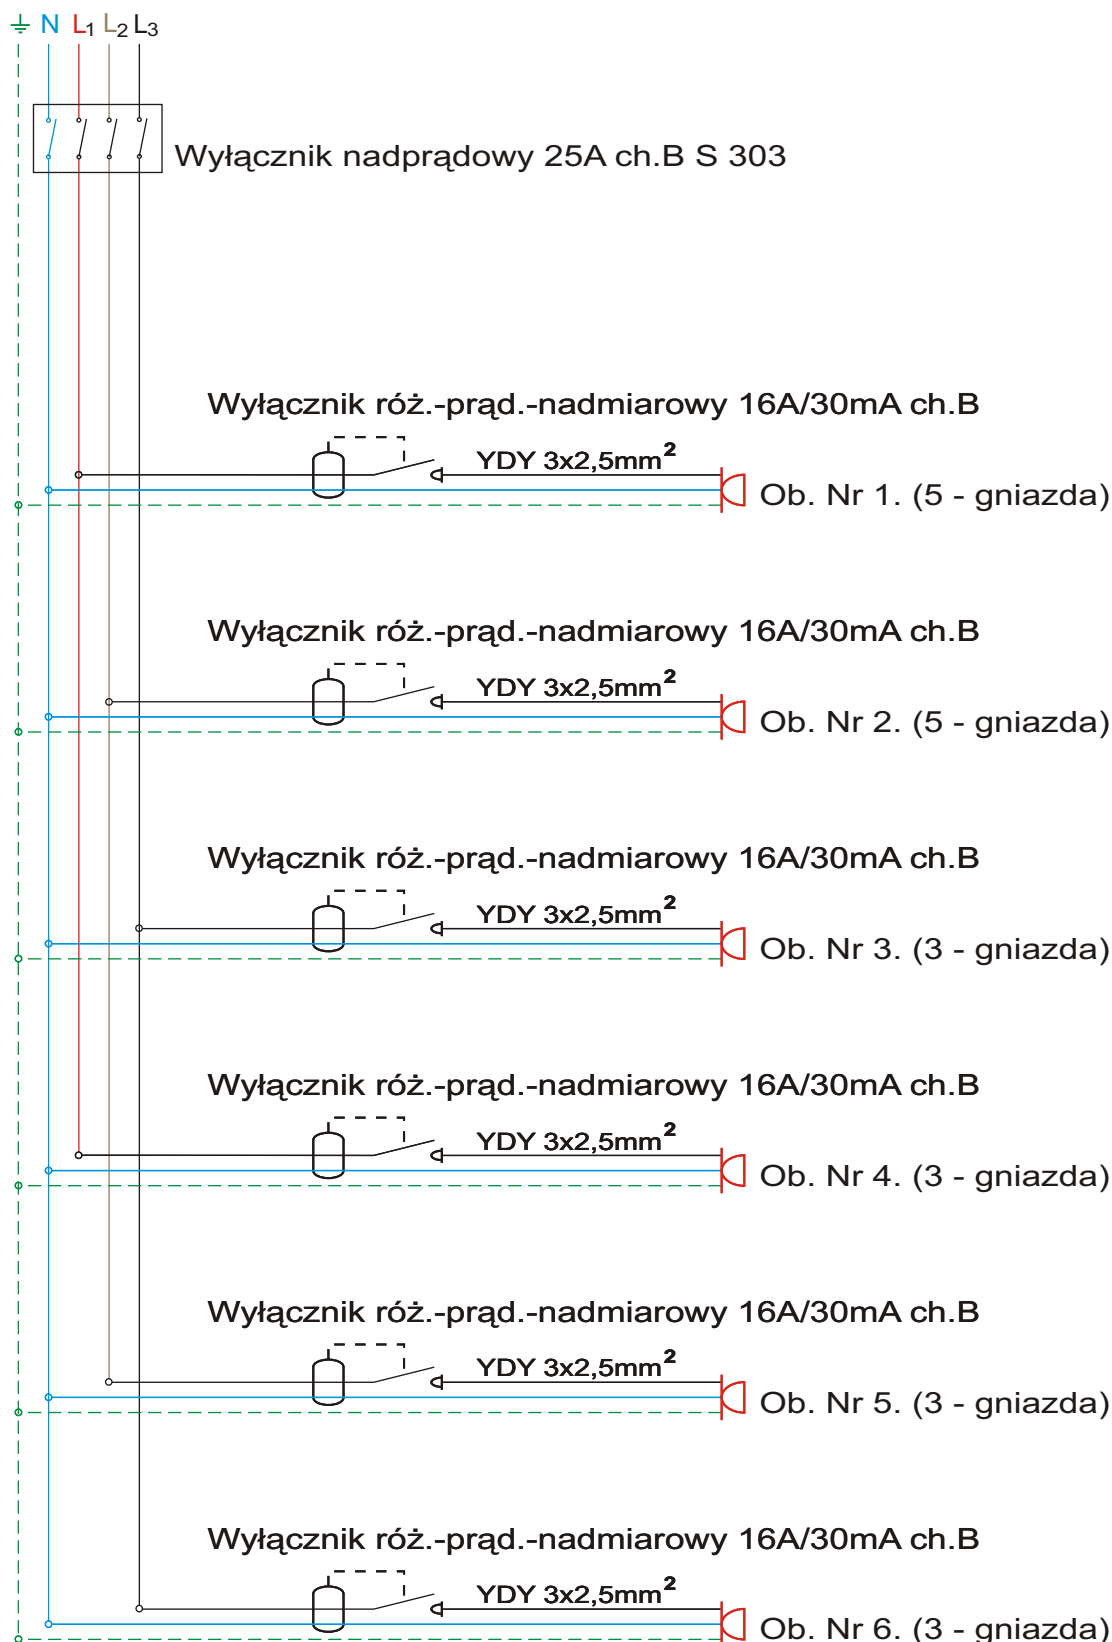 N L1 L2 L3
Wyłącznik nadprądowy 25A ch.B S 303
Wyłącznik róż.-prąd.-nadmiarowy 16A/30mA ch.B
YDY 3x2,5mm²
Ob. Nr 1. (5 - gniazda)
Wyłącznik róż.-prąd.-nadmiarowy 16A/30mA ch.B
YDY 3x2,5mm²
Ob. Nr 2. (5 - gniazda)
Wyłącznik róż.-prąd.-nadmiarowy 16A/30mA ch.B
YDY 3x2,5mm²
Ob. Nr 3. (3 - gniazda)
Wyłącznik róż.-prąd.-nadmiarowy 16A/30mA ch.B
YDY 3x2,5mm²
Ob. Nr 4. (3 - gniazda)
Wyłącznik róż.-prąd.-nadmiarowy 16A/30mA ch.B
YDY 3x2,5mm²
Ob. Nr 5. (3 - gniazda)
Wyłącznik róż.-prąd.-nadmiarowy 16A/30mA ch.B
YDY 3x2,5mm²
Ob. Nr 6. (3 - gniazda)